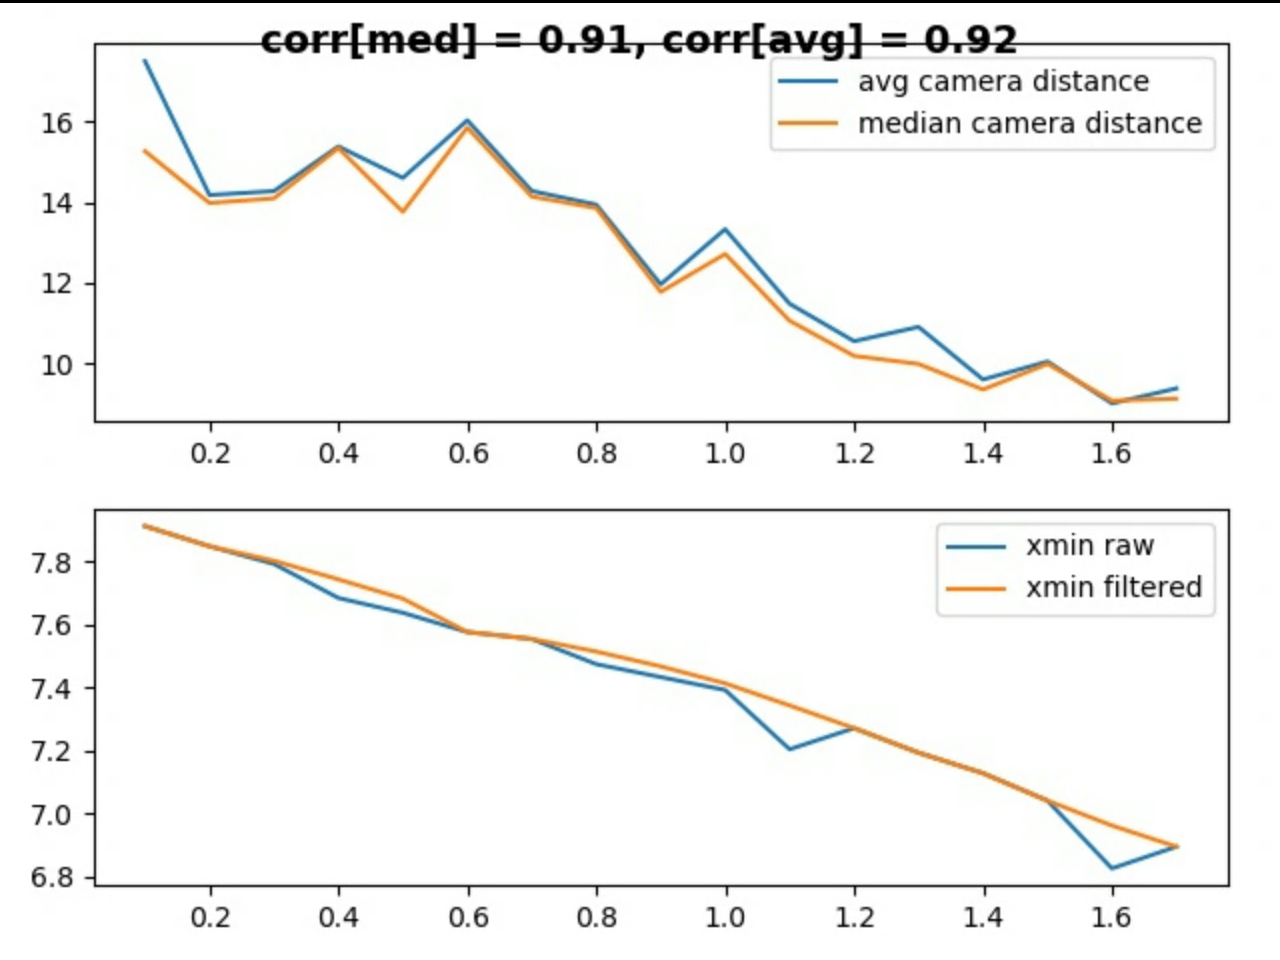 corr[med] = 0.91, corr[avg] = 0.92
avg camera distance
median camera distance
16
14
12
10
0.2 0.4 0.6 0.8 1.0 1.2 1.4 1.6
xmin raw
xmin filtered
7.8
7.6
7.4
7.2
7.0
6.8
0.2 0.4 0.6 0.8 1.0 1.2 1.4 1.6